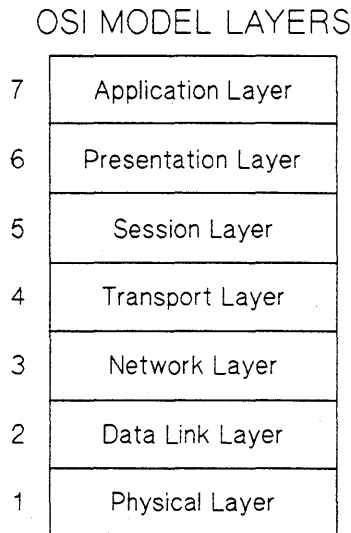 OSI MODEL LAYERS
7 Application Layer
6 Presentation Layer
5 Session Layer
4 Transport Layer
3 Network Layer
2 Data Link Layer
1 Physical Layer